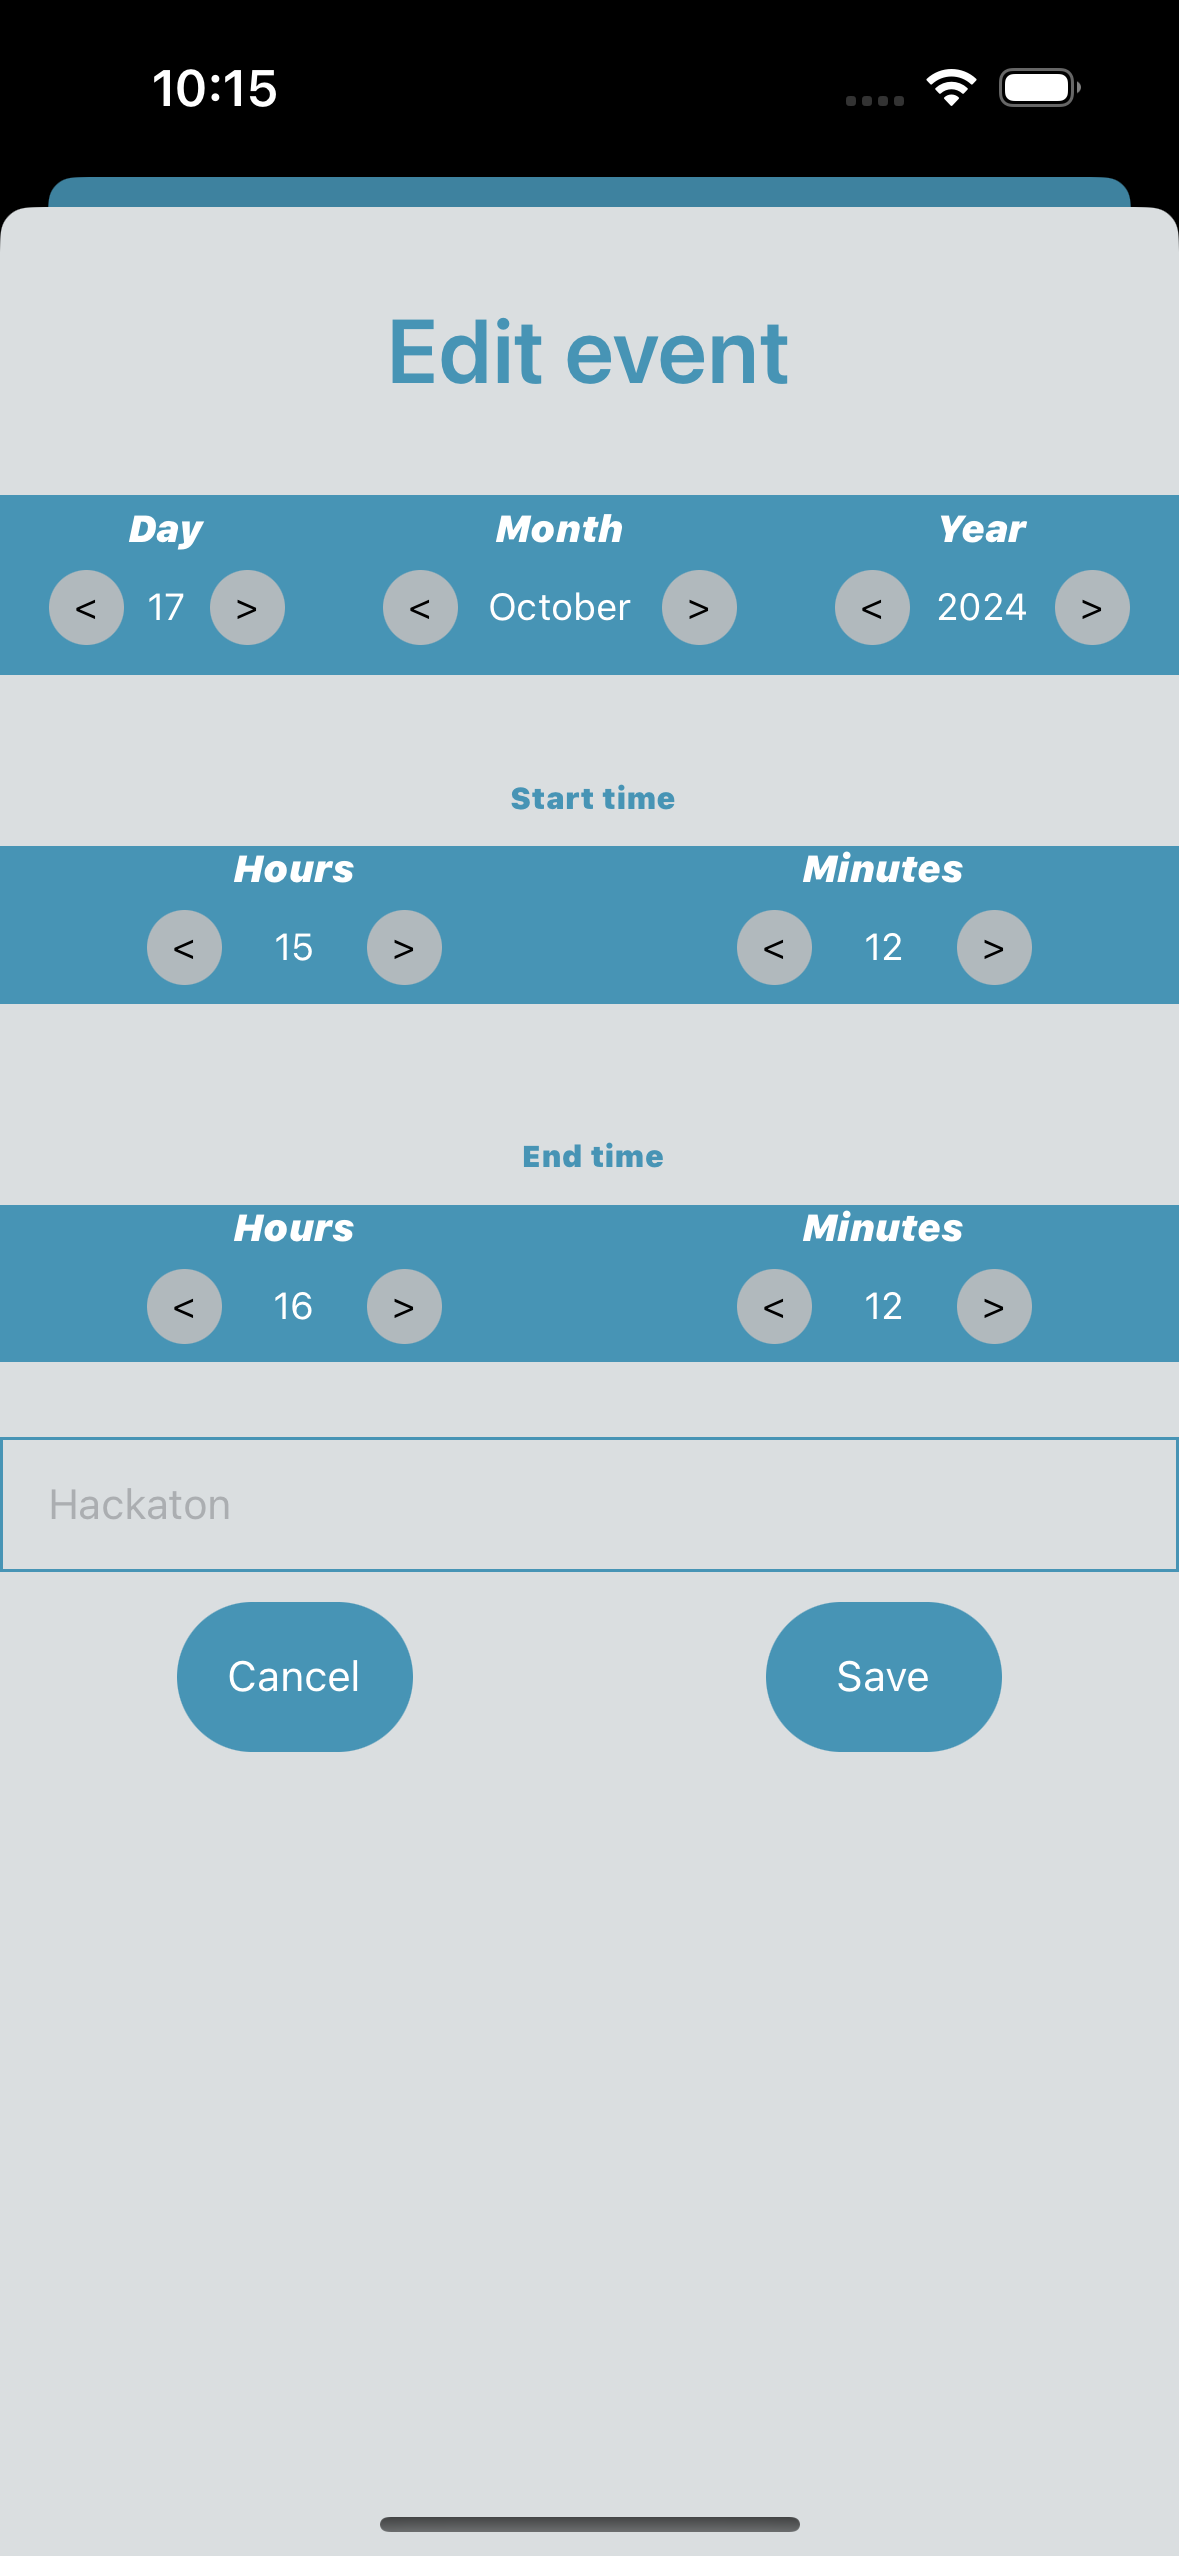 10:15
Edit event
Day Month Year
< 17 > < October > < 2024 >
Start time
Hours Minutes
< 15 > < 12 >
End time
Hours Minutes
< 16 > < 12 >
Hackaton
Cancel Save